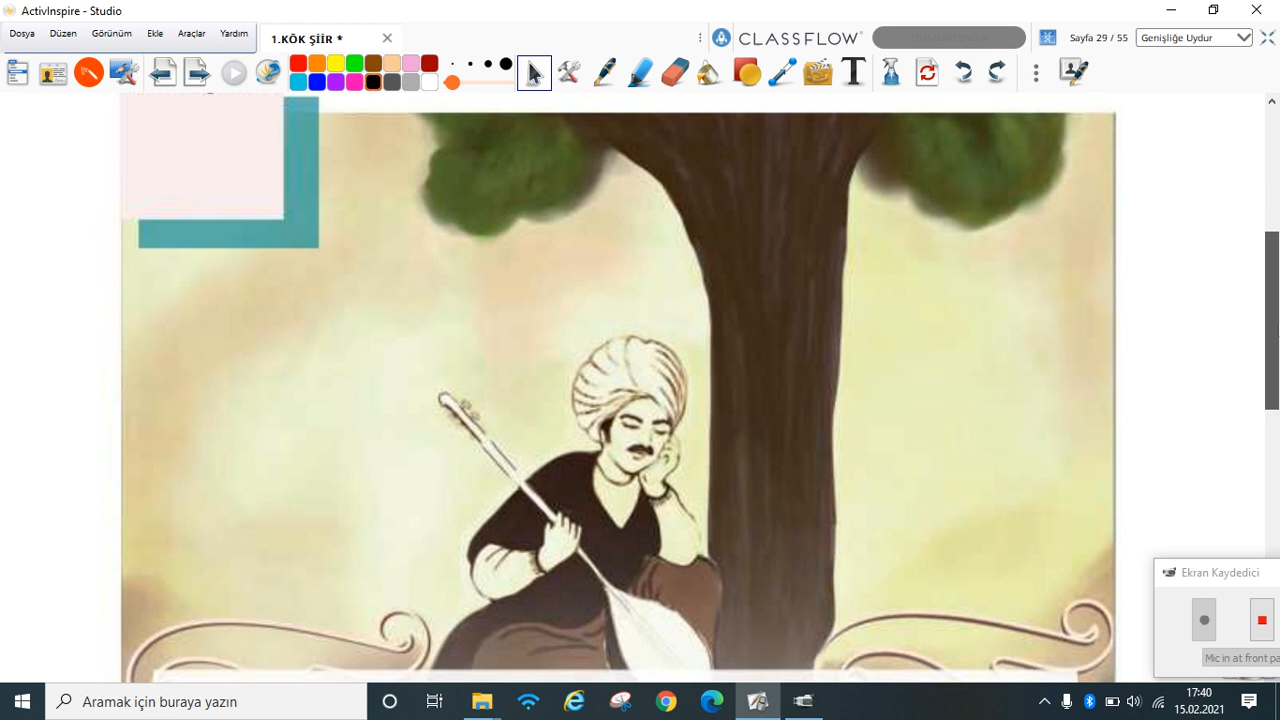 ActivInspire - Studio
Dosya Düzen Görünüm Ekle Araçlar Yardım
1.KÖK ŞİİR *
CLASSFLOW
Sayfa 29 / 55
Genişliğe Uydur
T
Ekran Kaydedici
Mic in at front pa
Aramak için buraya yazın
17:40
15.02.2021